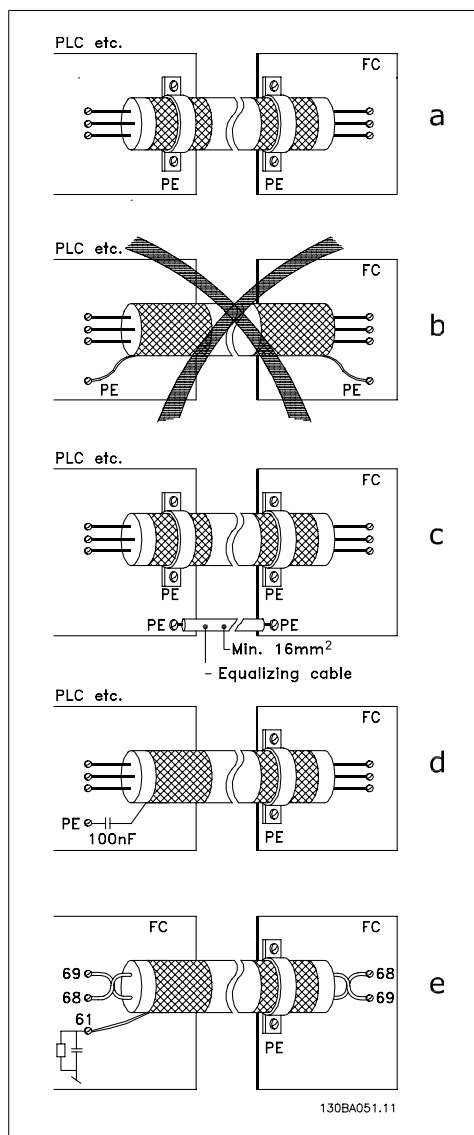 PLC etc.
FC
a
PE
PE
PLC etc.
FC
b
PE
PE
PLC etc.
FC
c
PE
PE
PE
PE
Min. 16mm²
Equalizing cable
PLC etc.
FC
d
PE
100nF
PE
FC
FC
e
69
68
68
69
61
PE
130BA051.11